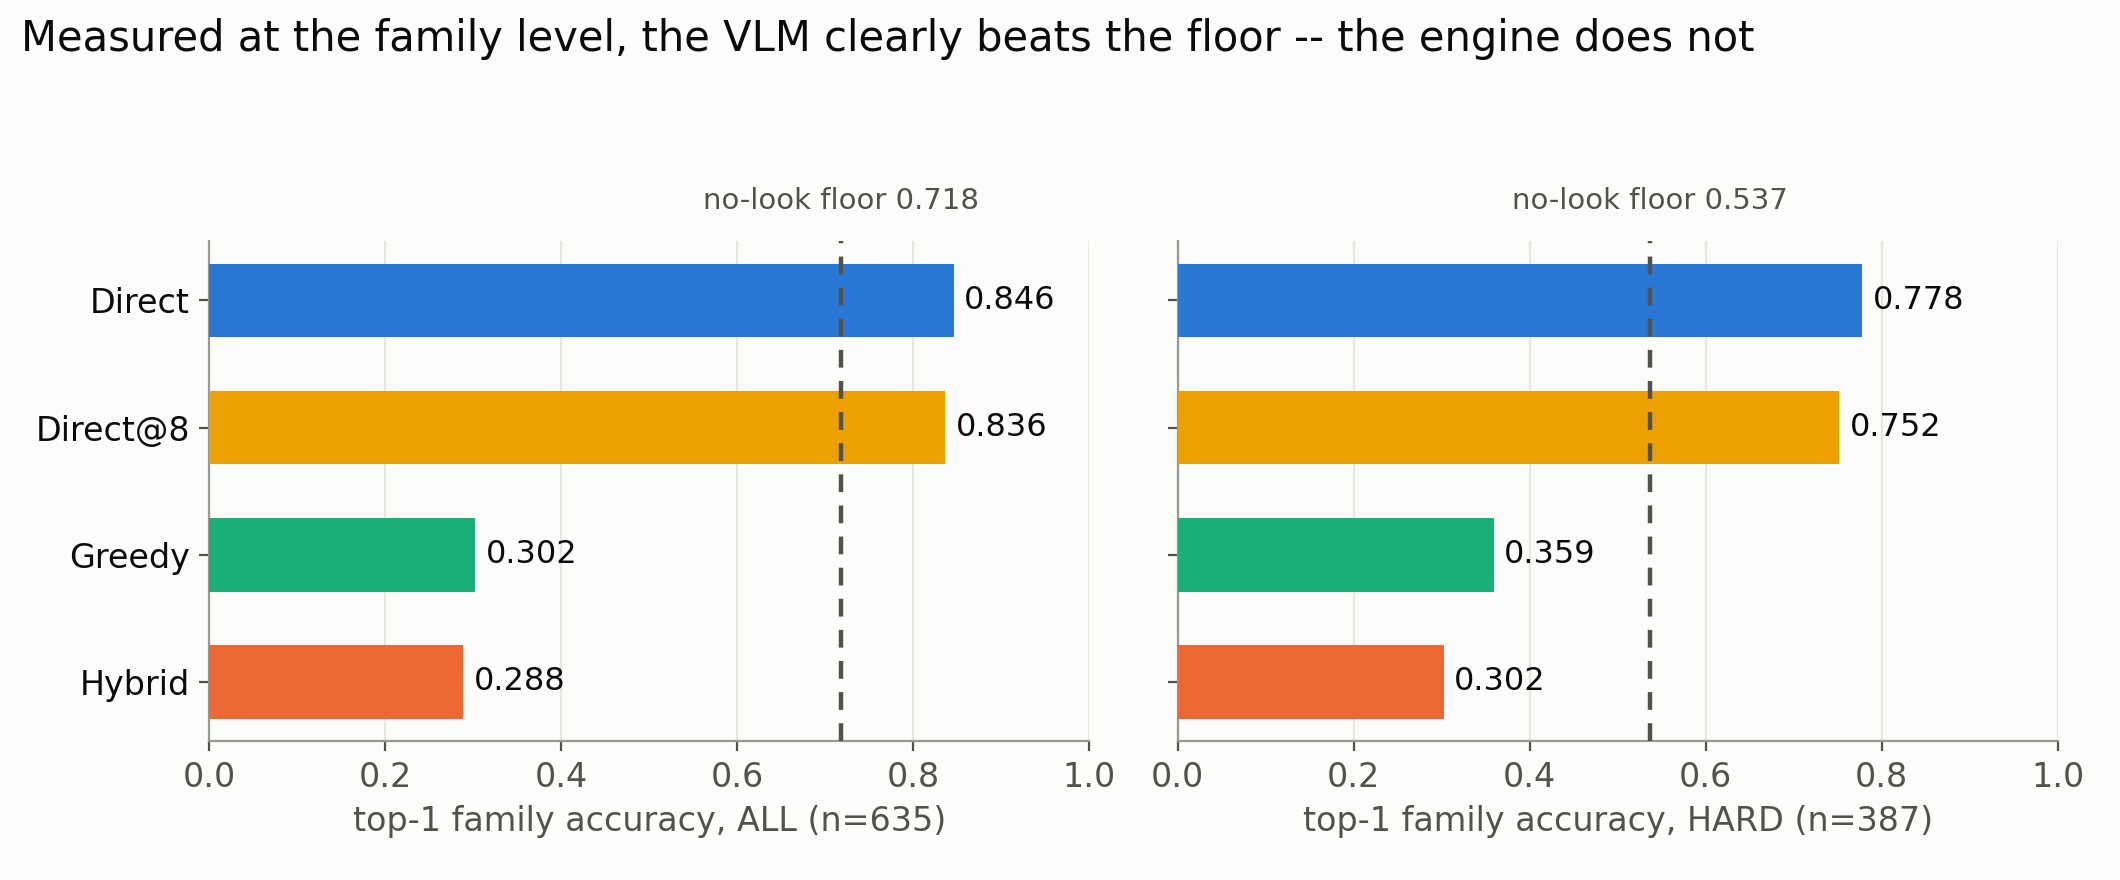 Measured at the family level, the VLM clearly beats the floor -- the engine does not
no-look floor 0.718
no-look floor 0.537
Direct
0.846
0.778
Direct@8
0.836
0.752
Greedy
0.302
0.359
Hybrid
0.288
0.302
0.0 0.2 0.4 0.6 0.8 1.0
0.0 0.2 0.4 0.6 0.8 1.0
top-1 family accuracy, ALL (n=635)
top-1 family accuracy, HARD (n=387)